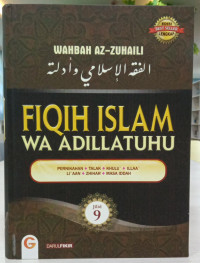 WAHBAH AZ-ZUHAILI
الفقه الإسلامي وأدلته
FIQIH ISLAM
WA ADILLATUHU
PERNIKAHAN • TALAK • KHULU' • ILLAA
LI'AAN • ZHIHAR • MASA IDDAH
Jilid
9
G
DARULFIKIR